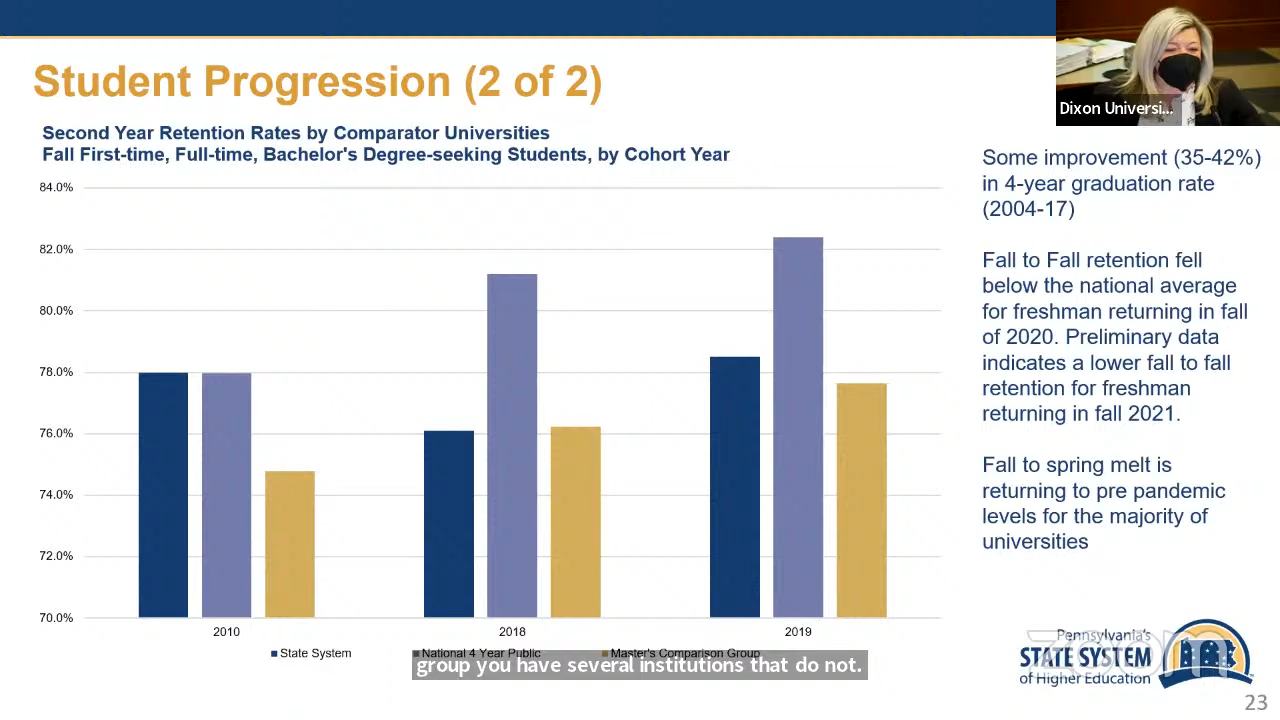 Student Progression (2 of 2)
Dixon Universi...
Second Year Retention Rates by Comparator Universities
Fall First-time, Full-time, Bachelor's Degree-seeking Students, by Cohort Year
84.0%
82.0%
80.0%
78.0%
76.0%
74.0%
72.0%
70.0%
2010
2018
2019
State System
National 4 Year Public
Master's Comparison Group
group you have several institutions that do not.
Some improvement (35-42%)
in 4-year graduation rate
(2004-17)
Fall to Fall retention fell
below the national average
for freshman returning in fall
of 2020. Preliminary data
indicates a lower fall to fall
retention for freshman
returning in fall 2021.
Fall to spring melt is
returning to pre pandemic
levels for the majority of
universities
zoom
Pennsylvania's
STATE SYSTEM
of Higher Education
23